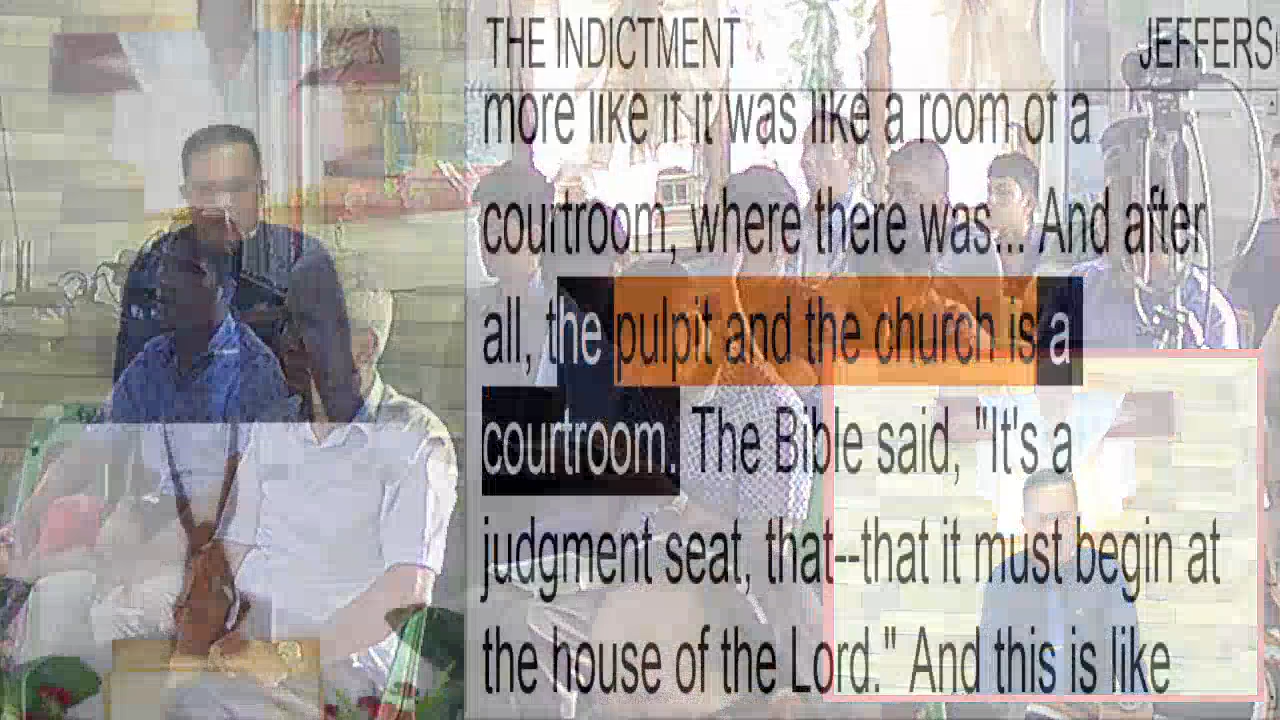 THE INDICTMENT JEFFERS
more like if it was like a room of a
courtroom, where there was... And after
all, the pulpit and the church is a
courtroom. The Bible said, "It's a
judgment seat, that--that it must begin at
the house of the Lord." And this is like